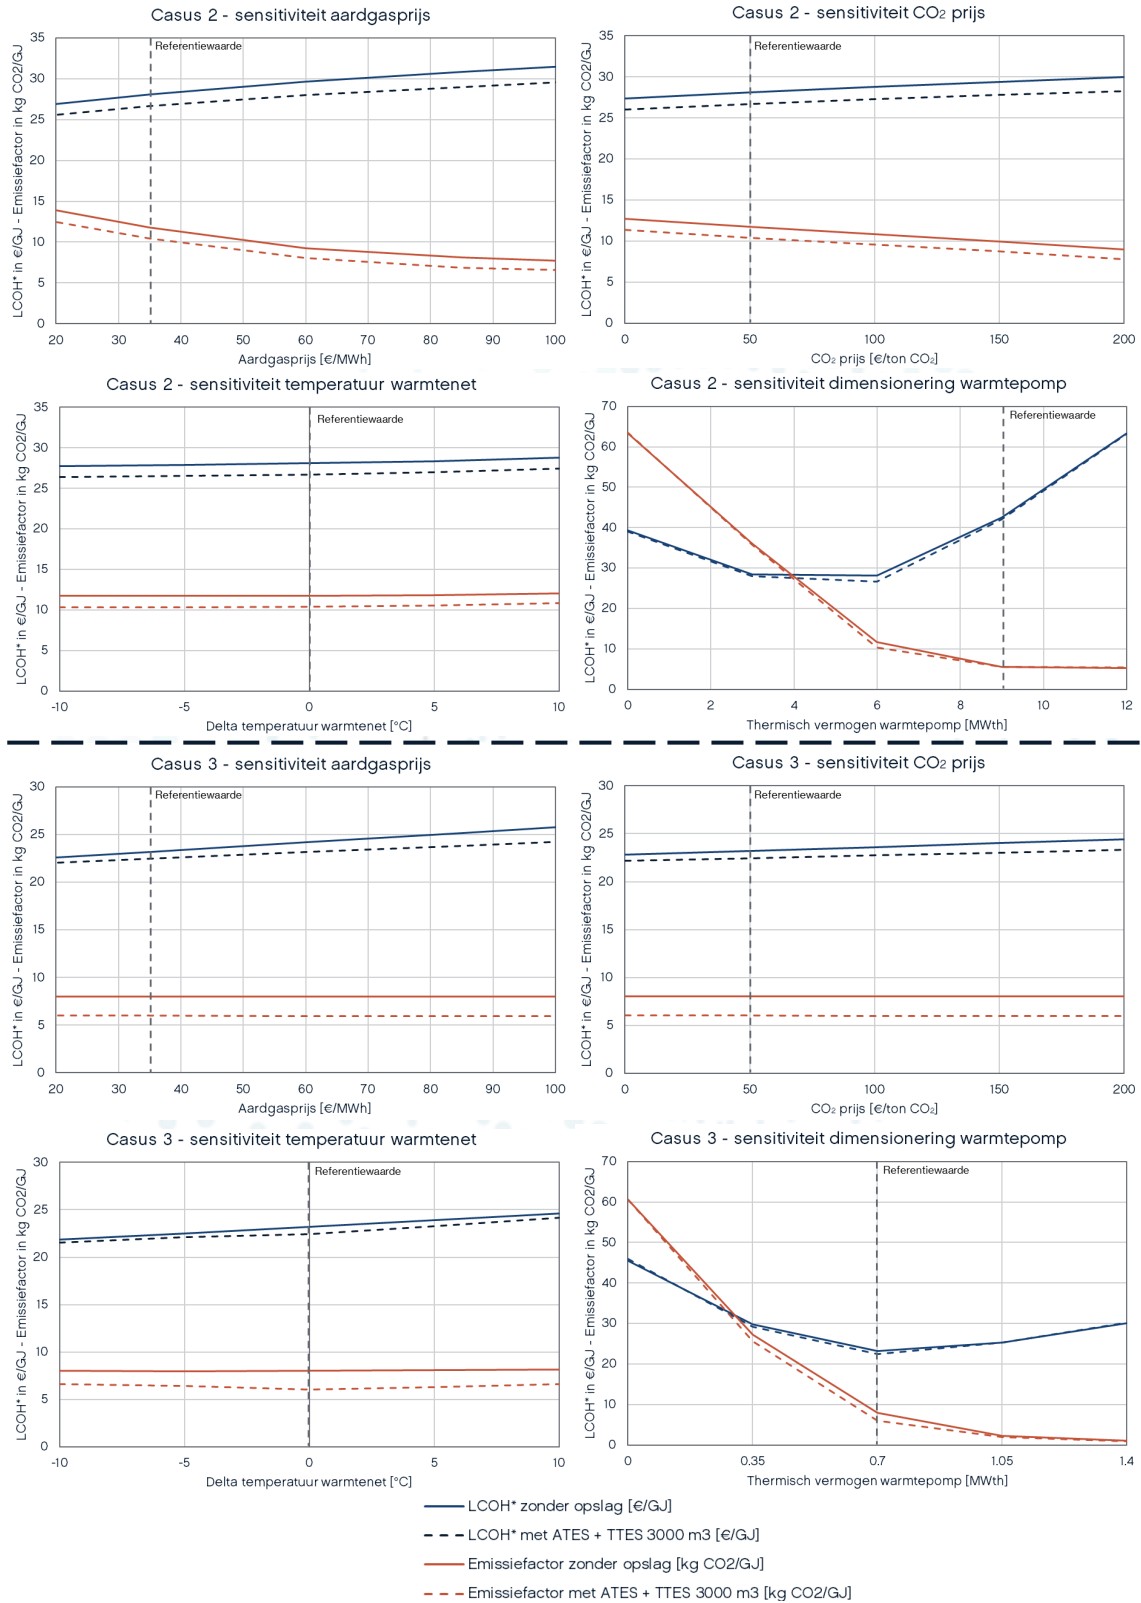 Casus 2 - sensitiviteit aardgasprijs
LCOH* in €/GJ - Emissiefactor in kg CO2/GJ
35
30
25
20
15
10
5
0
Referentiewaarde
20 30 40 50 60 70 80 90 100
Aardgasprijs [€/MWh]
Casus 2 - sensitiviteit CO₂ prijs
LCOH* in €/GJ - Emissiefactor in kg CO2/GJ
35
30
25
20
15
10
5
0
Referentiewaarde
0 50 100 150 200
CO₂ prijs [€/ton CO₂]
Casus 2 - sensitiviteit temperatuur warmtenet
LCOH* in €/GJ - Emissiefactor in kg CO2/GJ
35
30
25
20
15
10
5
0
Referentiewaarde
-10 -5 0 5 10
Delta temperatuur warmtenet [°C]
Casus 2 - sensitiviteit dimensionering warmtepomp
LCOH* in €/GJ - Emissiefactor in kg CO2/GJ
70
60
50
40
30
20
10
0
Referentiewaarde
0 2 4 6 8 10 12
Thermisch vermogen warmtepomp [MWth]
Casus 3 - sensitiviteit aardgasprijs
LCOH* in €/GJ - Emissiefactor in kg CO2/GJ
30
25
20
15
10
5
0
Referentiewaarde
20 30 40 50 60 70 80 90 100
Aardgasprijs [€/MWh]
Casus 3 - sensitiviteit CO₂ prijs
LCOH* in €/GJ - Emissiefactor in kg CO2/GJ
30
25
20
15
10
5
0
Referentiewaarde
0 50 100 150 200
CO₂ prijs [€/ton CO₂]
Casus 3 - sensitiviteit temperatuur warmtenet
LCOH* in €/GJ - Emissiefactor in kg CO2/GJ
30
25
20
15
10
5
0
Referentiewaarde
-10 -5 0 5 10
Delta temperatuur warmtenet [°C]
Casus 3 - sensitiviteit dimensionering warmtepomp
LCOH* in €/GJ - Emissiefactor in kg CO2/GJ
70
60
50
40
30
20
10
0
Referentiewaarde
0 0.35 0.7 1.05 1.4
Thermisch vermogen warmtepomp [MWth]
LCOH* zonder opslag [€/GJ]
LCOH* met ATES + TTES 3000 m3 [€/GJ]
Emissiefactor zonder opslag [kg CO2/GJ]
Emissiefactor met ATES + TTES 3000 m3 [kg CO2/GJ]